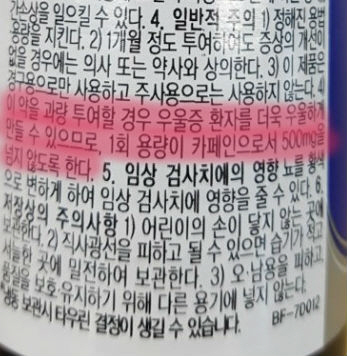 가소상을 일으킬 수 있다. 4. 일반적 주의 1) 정해진 용법
용량을 지킨다. 2) 1개월 정도 투여하여도 증상의 개선이
없을 경우에는 의사 또는 약사와 상의한다. 3) 이 제품은
경구용으로만 사용하고 주사용으로는 사용하지 않는다. 4)
이 약을 과량 투여할 경우 우울증 환자를 더욱 우울하게
만들 수 있으므로, 1회 용량이 카페인으로서 500mg을
넘지 않도록 한다. 5. 임상 검사치에의 영향 뇨를 황색
으로 변하게 하여 임상 검사치에 영향을 줄 수 있다. 6.
저장상의 주의사항 1) 어린이의 손이 닿지 않는 곳에
보관하다. 2) 직사광선을 피하고 될 수 있으면 습기가 적고
서늘한 곳에 밀전하여 보관한다. 3) 오·남용을 피하고,
품질을 보호·유지하기 위해 다른 용기에 넣지 않는다.
보관시 타우린 결정이 생길 수 있습니다. BF-70012